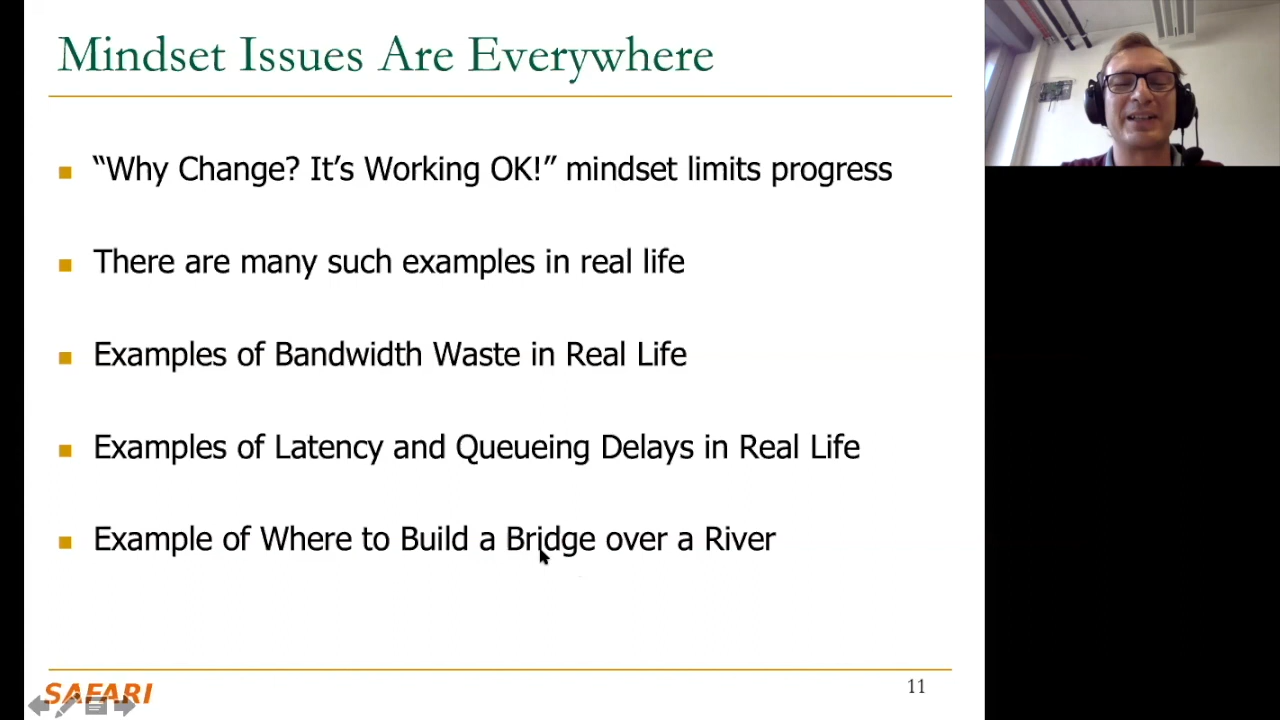 Mindset Issues Are Everywhere
“Why Change? It’s Working OK!” mindset limits progress
There are many such examples in real life
Examples of Bandwidth Waste in Real Life
Examples of Latency and Queueing Delays in Real Life
Example of Where to Build a Bridge over a River
SAFARI
11